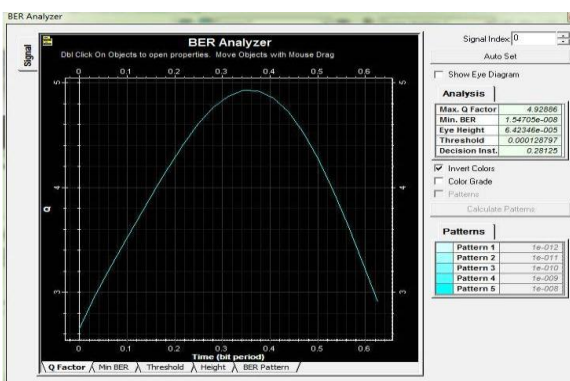 BER Analyzer
Signal
BER Analyzer
Dbl Click On Objects to open properties. Move Objects with Mouse Drag
0 0.1 0.2 0.3 0.4 0.5 0.6
5 5
4 4
3 3
Q
0 0.1 0.2 0.3 0.4 0.5 0.6
Time (bit period)
Q Factor Min BER Threshold Height BER Pattern
Signal Index: 0
Auto Set
Show Eye Diagram
Analysis
Max. Q Factor 4.92886
Min. BER 1.54705e-008
Eye Height 6.42346e-005
Threshold 0.000128797
Decision Inst. 0.28125
Invert Colors
Color Grade
Patterns
Calculate Patterns
Patterns
Pattern 1 1e-012
Pattern 2 1e-011
Pattern 3 1e-010
Pattern 4 1e-009
Pattern 5 1e-008